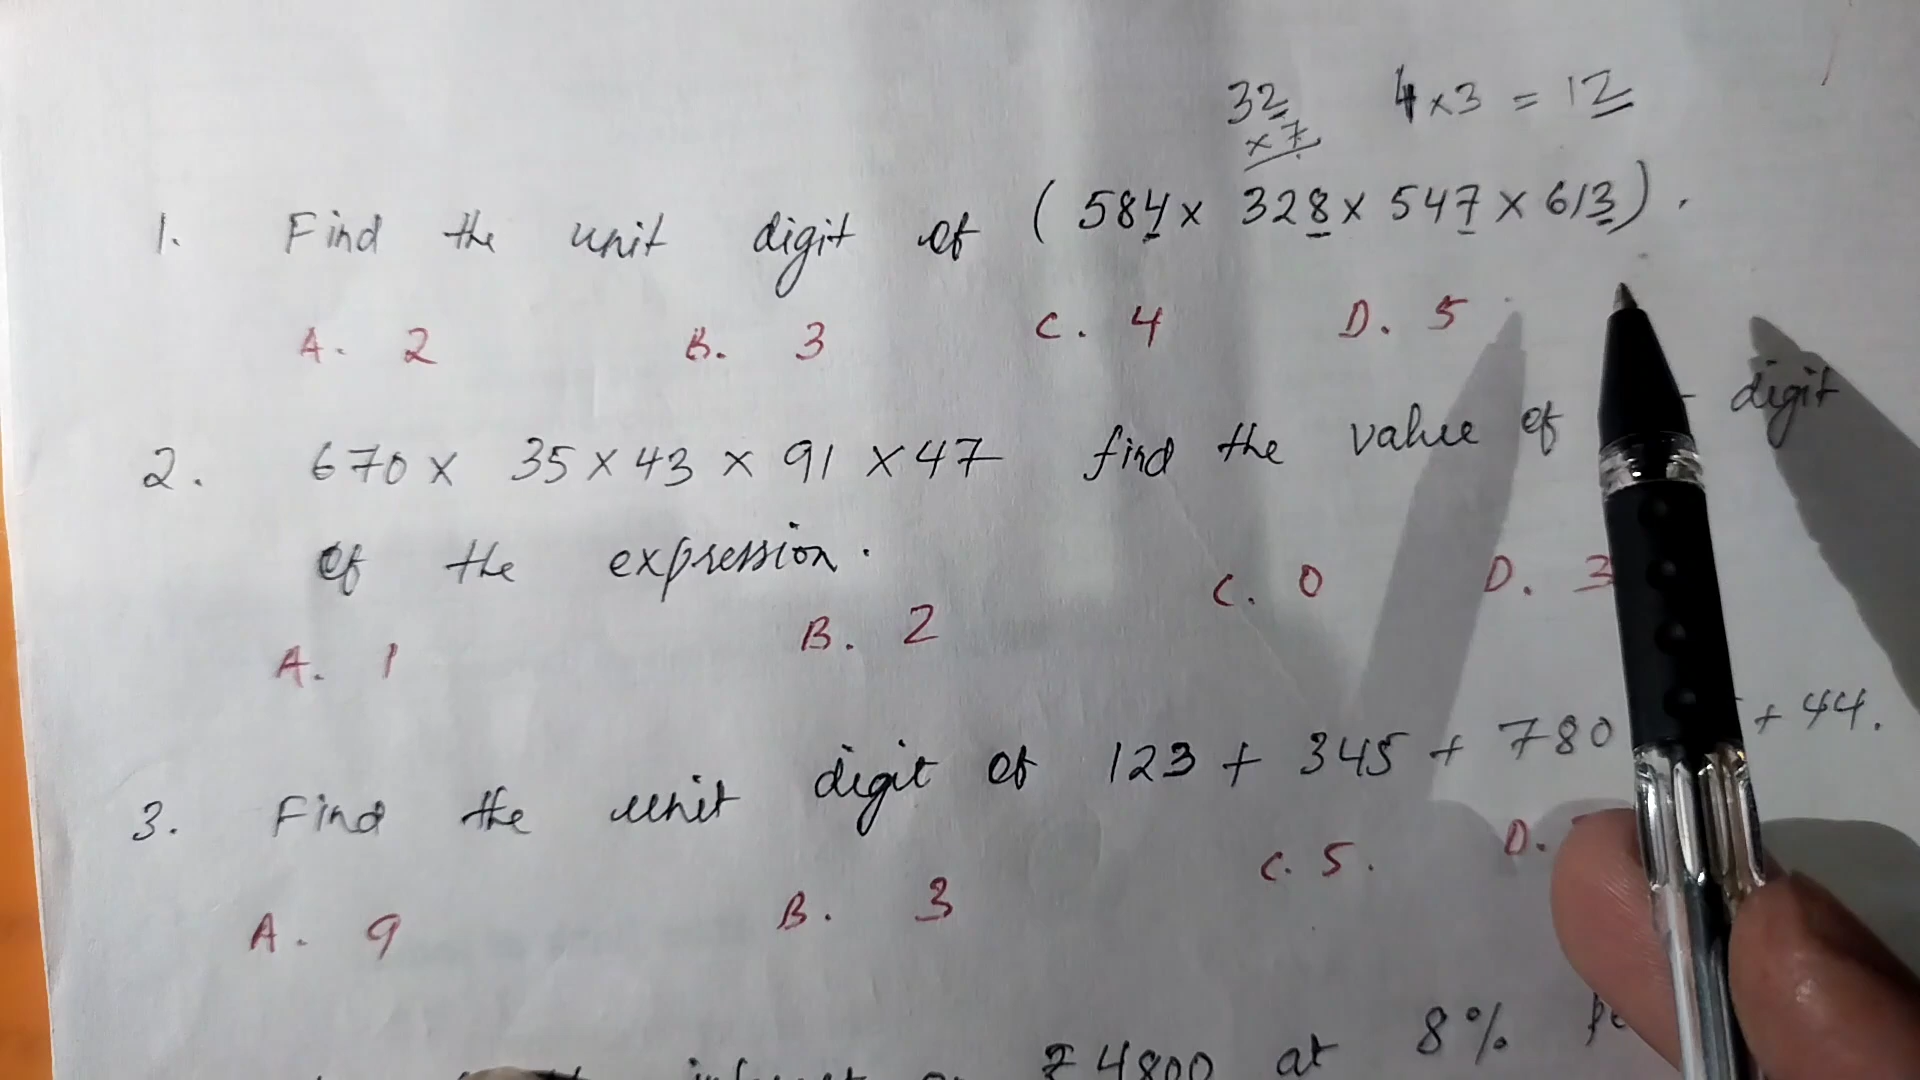 32 4 × 3 = 12
× 7
1. Find the unit digit of ( 584 × 328 × 547 × 613 ) .
A. 2 B. 3 C. 4 D. 5
2. 670 × 35 × 43 × 91 × 47 find the value of digit
of the expression.
A. 1 B. 2 C. 0 D. 3
3. Find the unit digit of 123 + 345 + 780 + 44.
A. 9 B. 3 C. 5. D.
₹ 4800 at 8%